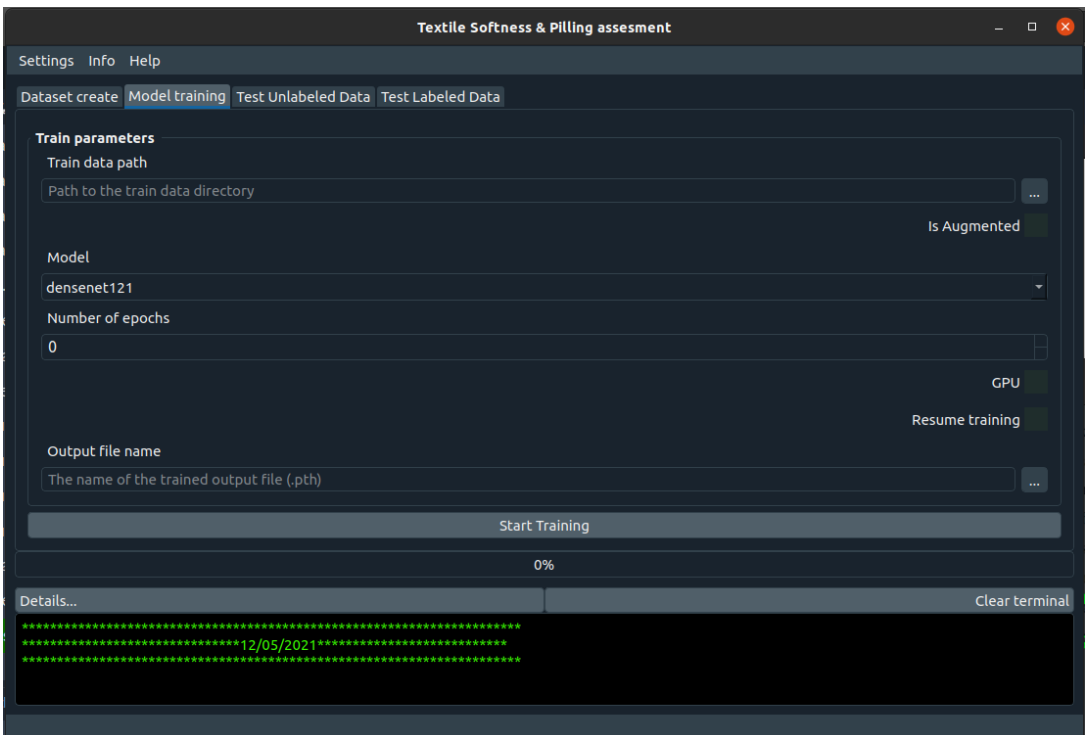 Textile Softness & Pilling assesment
Settings Info Help
Dataset create Model training Test Unlabeled Data Test Labeled Data
Train parameters
Train data path
Path to the train data directory
...
Is Augmented
Model
densenet121
Number of epochs
0
GPU
Resume training
Output file name
The name of the trained output file (.pth)
...
Start Training
0%
Details... Clear terminal
***********************************************************************
*******************************12/05/2021***************************
***********************************************************************